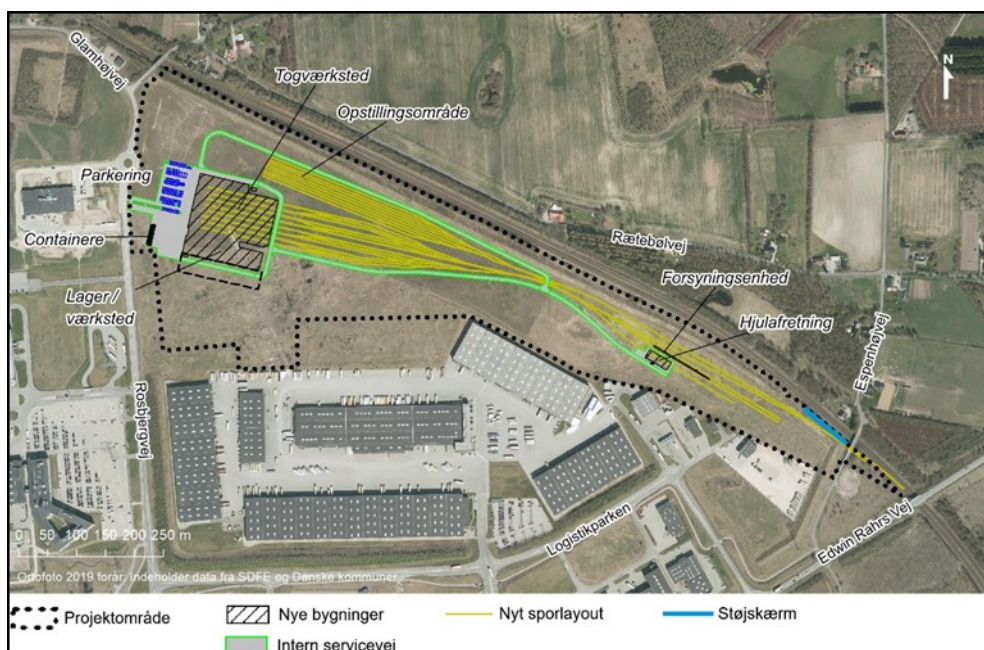 Glamhøjvej
Togværksted
Opstillingsområde
N
Parkering
Containere
Rætebølvej
Forsyningsenhed
Hjulafretning
Lager /
værksted
Espenhøjvej
Rosbjergvej
Logistikparken
Edwin Rahrs Vej
0 50 100 150 200 250 m
Ortofoto 2019 forår: Indeholder data fra SDFE og Danske kommuner
Projektområde
Nye bygninger
Nyt sporlayout
Støjskærm
Intern servicevej